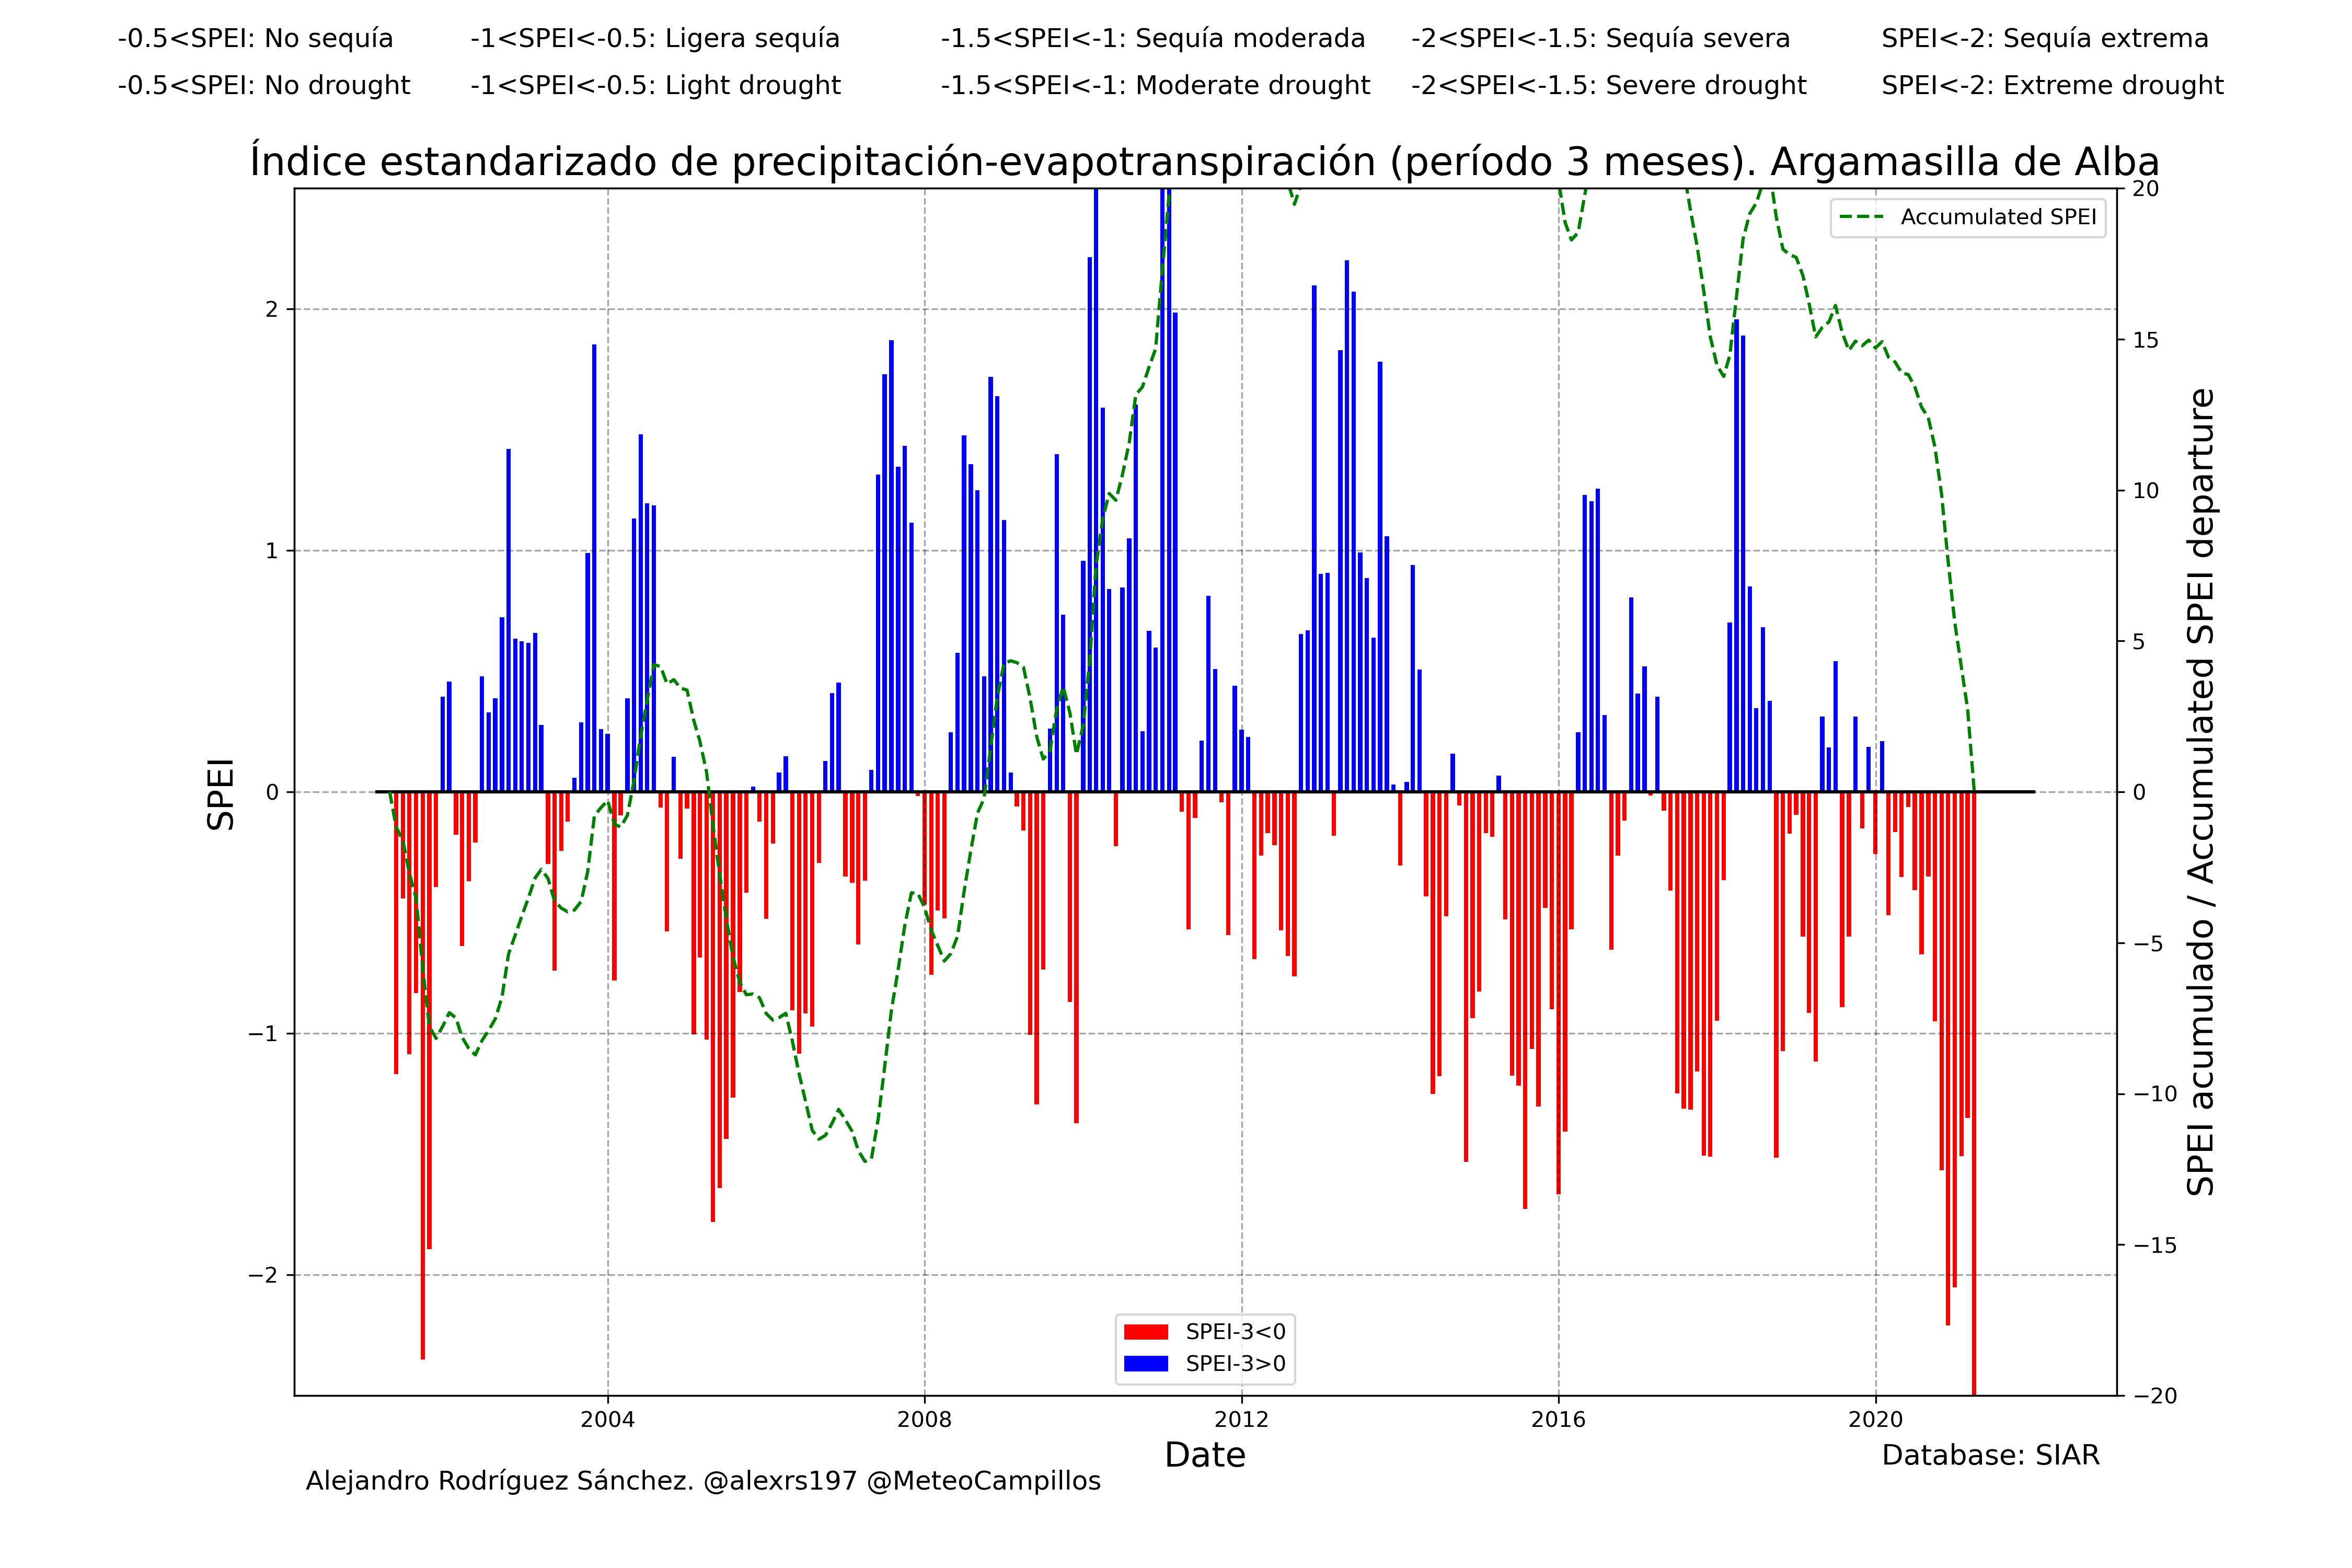 -0.5<SPEI: No sequía -1<SPEI<-0.5: Ligera sequía -1.5<SPEI<-1: Sequía moderada -2<SPEI<-1.5: Sequía severa SPEI<-2: Sequía extrema
-0.5<SPEI: No drought -1<SPEI<-0.5: Light drought -1.5<SPEI<-1: Moderate drought -2<SPEI<-1.5: Severe drought SPEI<-2: Extreme drought
Índice estandarizado de precipitación-evapotranspiración (período 3 meses). Argamasilla de Alba
SPEI
2
1
0
−1
−2
Accumulated SPEI
20
15
10
5
0
−5
−10
−15
−20
SPEI acumulado / Accumulated SPEI departure
SPEI-3<0
SPEI-3>0
2004 2008 2012 2016 2020
Date
Database: SIAR
Alejandro Rodríguez Sánchez. @alexrs197 @MeteoCampillos